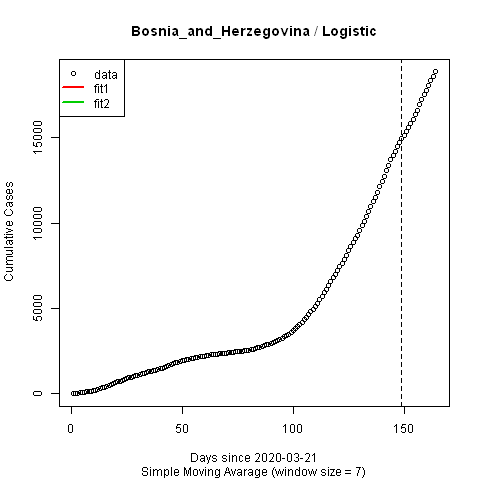 Bosnia_and_Herzegovina / Logistic
data
fit1
fit2
Cumulative Cases
15000
10000
5000
0
0 50 100 150
Days since 2020-03-21
Simple Moving Avarage (window size = 7)